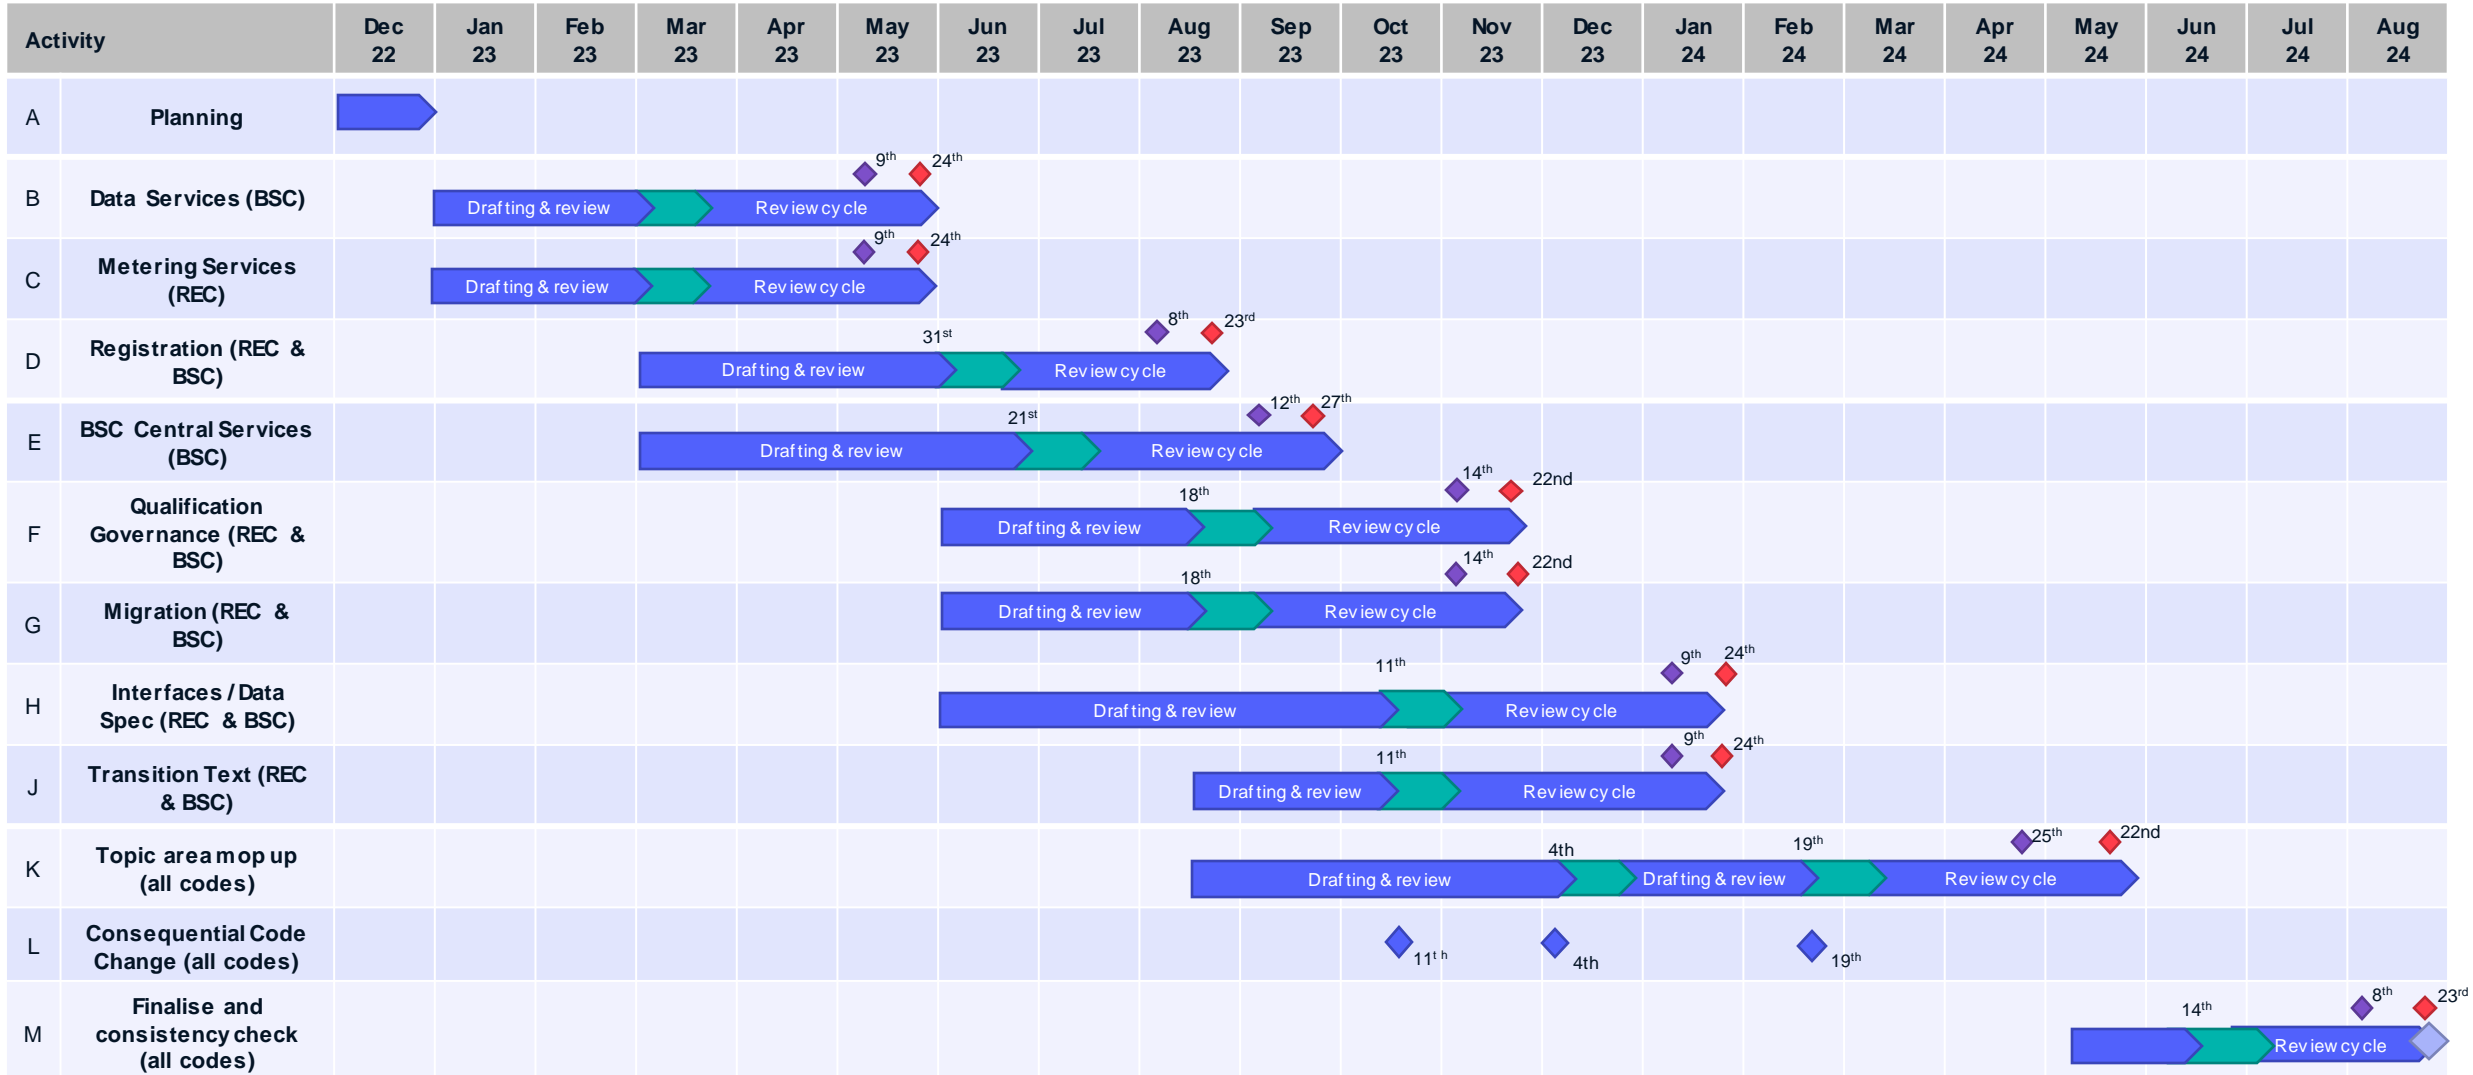 Activity
Dec
22
Jan
23
Feb
23
Mar
23
Apr
23
May
23
Jun
23
Jul
23
Aug
23
Sep
23
Oct
23
Nov
23
Dec
23
Jan
24
Feb
24
Mar
24
Apr
24
May
24
Jun
24
Jul
24
Aug
24
A
Planning
B
Data Services (BSC)
9th
24th
Drafting & review
Review cycle
C
Metering Services
(REC)
9th
24th
Drafting & review
Review cycle
D
Registration (REC &
BSC)
31st
8th
23rd
Drafting & review
Review cycle
E
BSC Central Services
(BSC)
21st
12th
27th
Drafting & review
Review cycle
F
Qualification
Governance (REC &
BSC)
18th
14th
22nd
Drafting & review
Review cycle
G
Migration (REC &
BSC)
18th
14th
22nd
Drafting & review
Review cycle
H
Interfaces / Data
Spec (REC & BSC)
11th
9th
24th
Drafting & review
Review cycle
J
Transition Text (REC
& BSC)
11th
9th
24th
Drafting & review
Review cycle
K
Topic area mop up
(all codes)
4th
19th
25th
22nd
Drafting & review
Drafting & review
Review cycle
L
Consequential Code
Change (all codes)
11th
4th
19th
M
Finalise and
consistency check
(all codes)
14th
8th
23rd
Review cycle